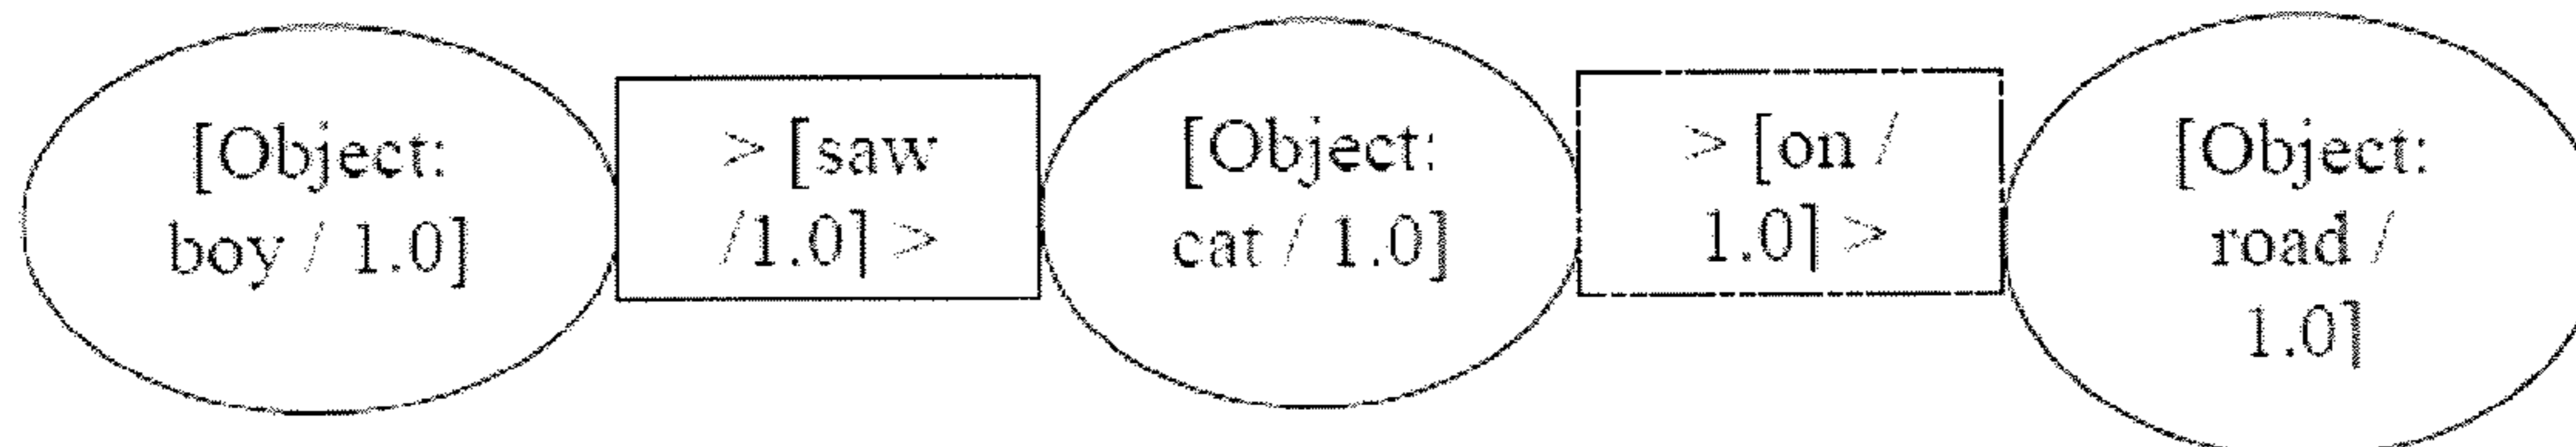 [Object:
boy / 1.0]
> [saw
/1.0] >
[Object:
cat / 1.0]
> [on /
1.0] >
[Object:
road /
1.0]